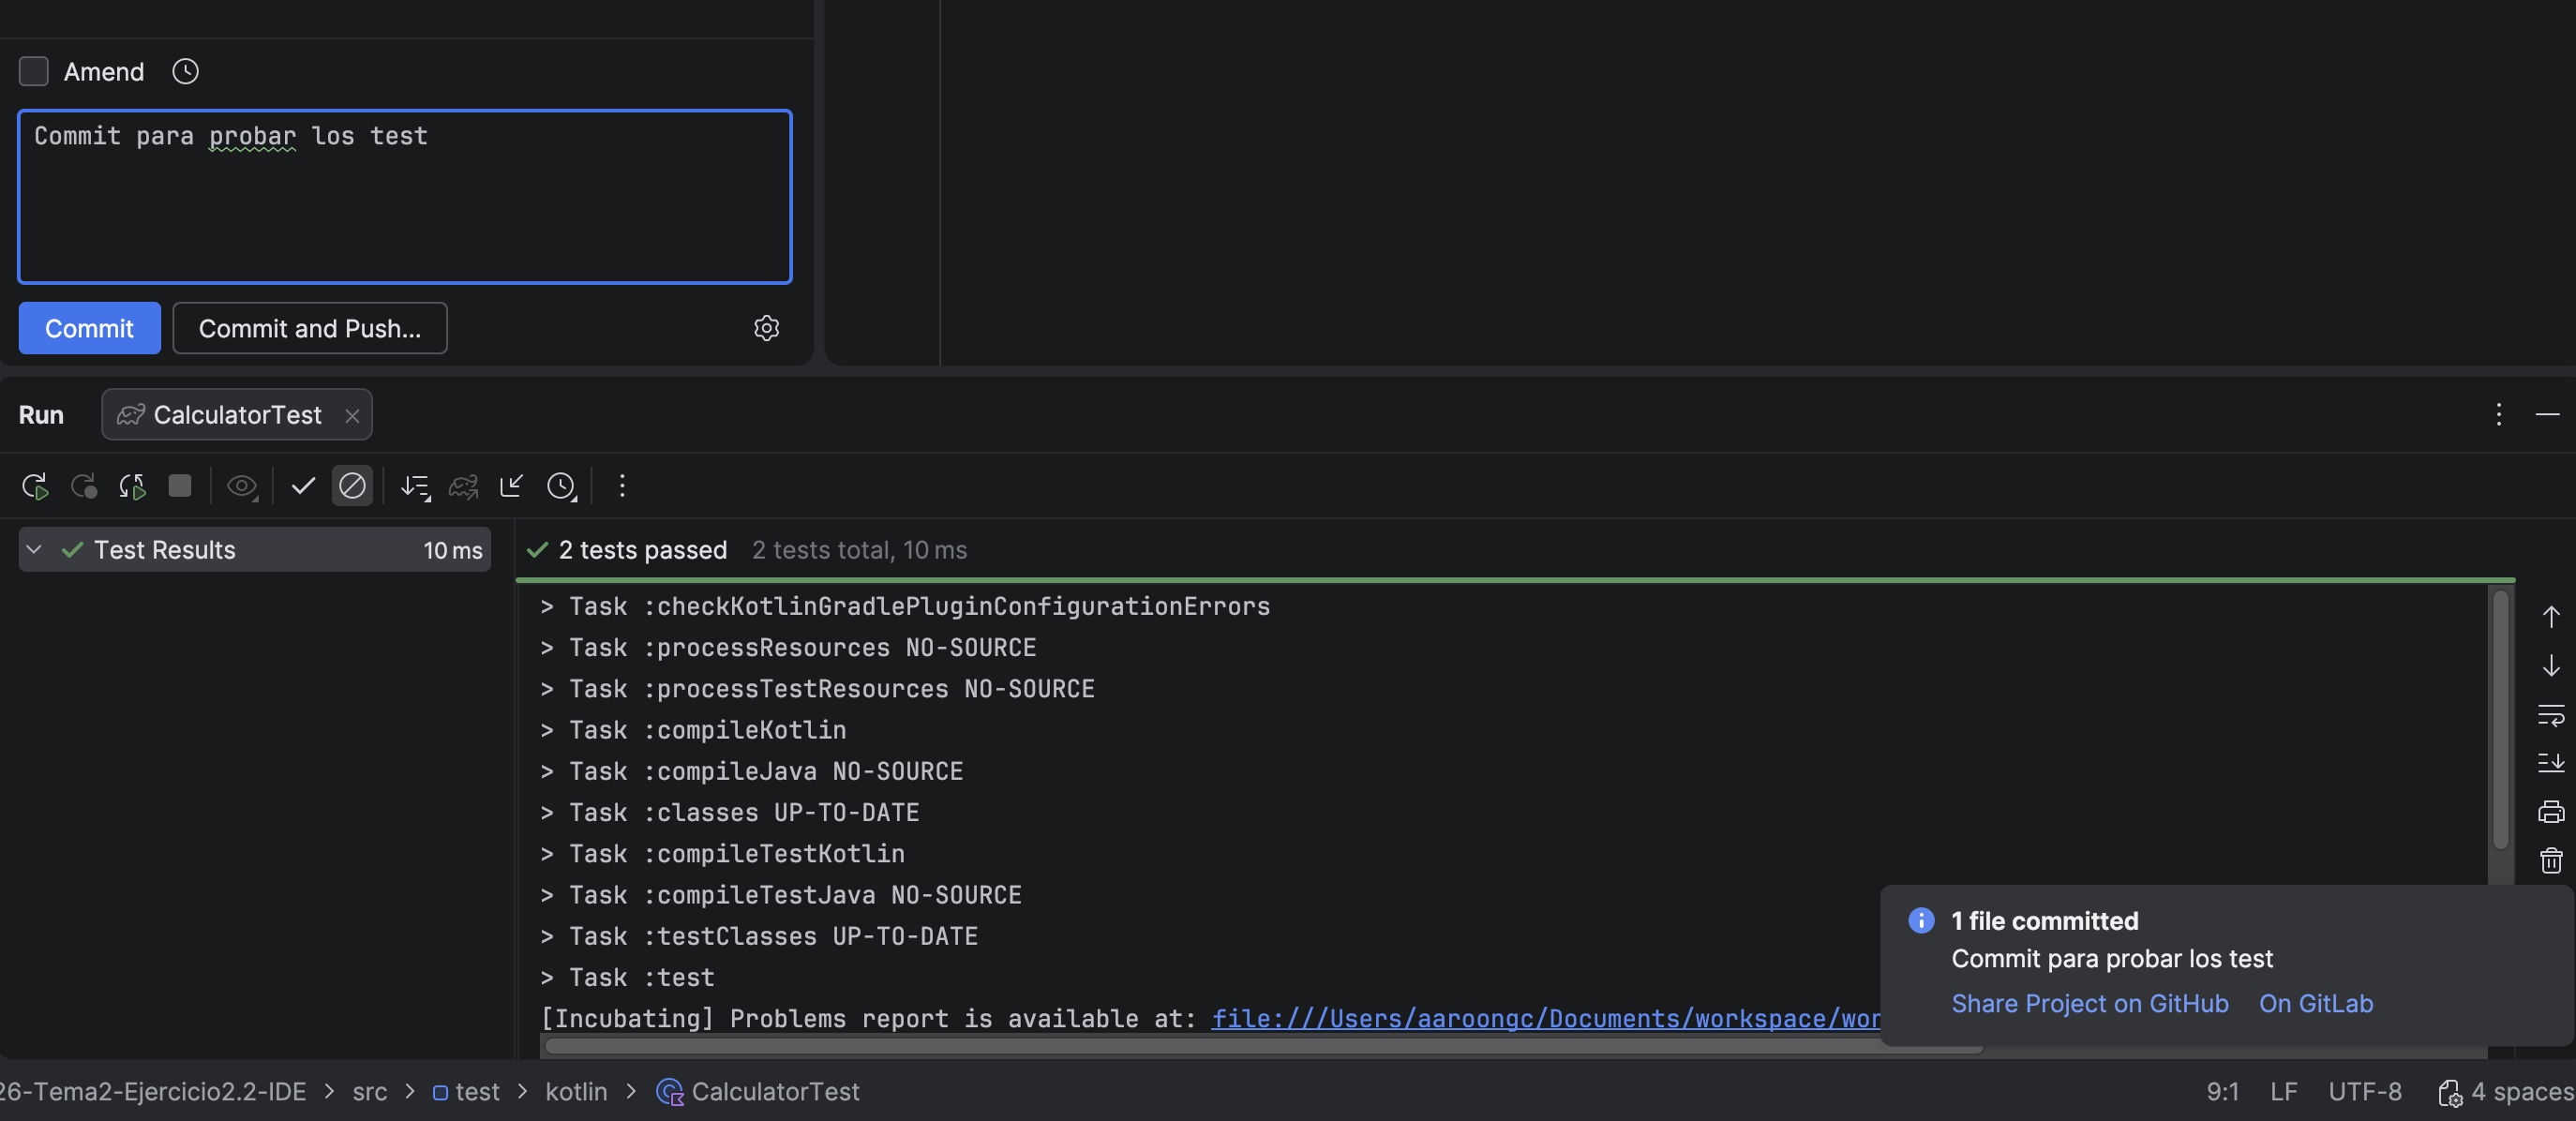 Amend
Commit para probar los test
Commit
Commit and Push...
Run
CalculatorTest
Test Results 10 ms
2 tests passed 2 tests total, 10 ms
> Task :checkKotlinGradlePluginConfigurationErrors
> Task :processResources NO-SOURCE
> Task :processTestResources NO-SOURCE
> Task :compileKotlin
> Task :compileJava NO-SOURCE
> Task :classes UP-TO-DATE
> Task :compileTestKotlin
> Task :compileTestJava NO-SOURCE
> Task :testClasses UP-TO-DATE
> Task :test
[Incubating] Problems report is available at: file:///Users/aaroongc/Documents/workspace/wor
1 file committed
Commit para probar los test
Share Project on GitHub On GitLab
26-Tema2-Ejercicio2.2-IDE > src > test > kotlin > CalculatorTest
9:1 LF UTF-8 4 spaces